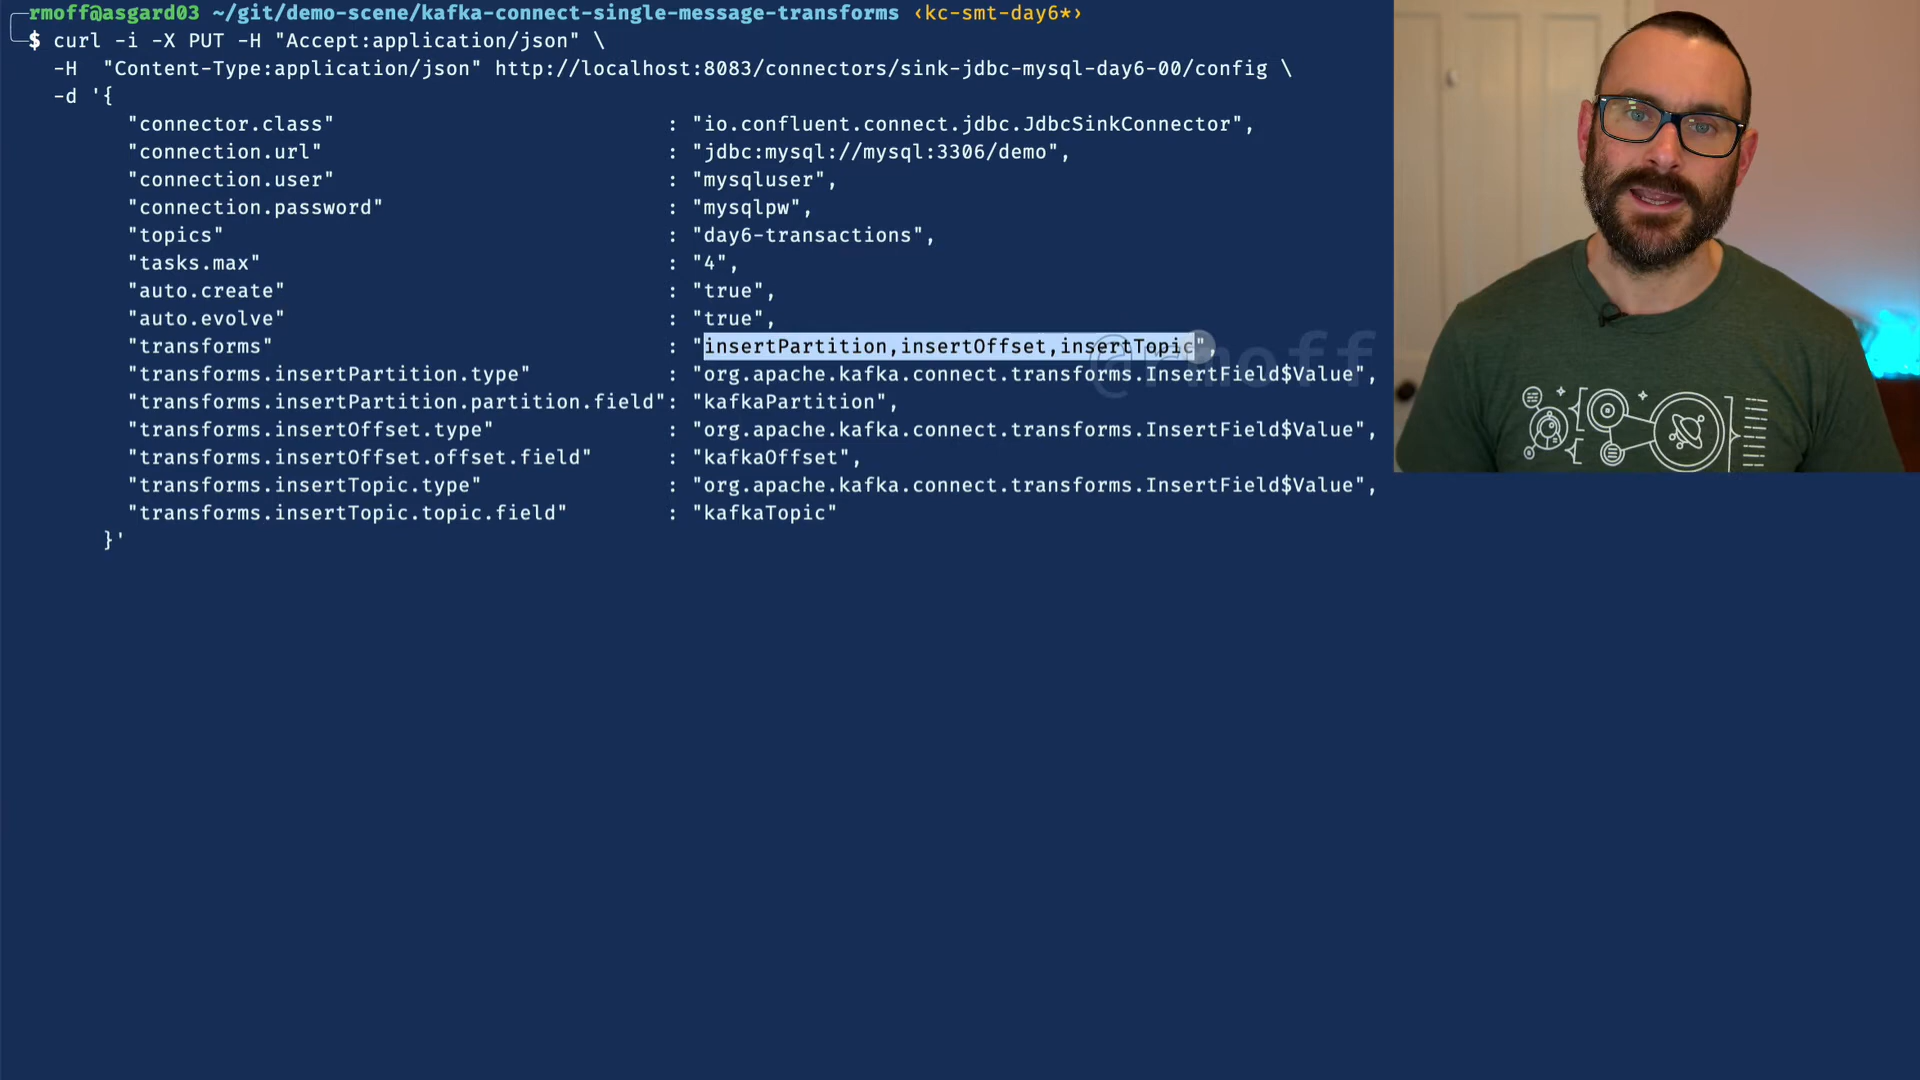 rmoff@asgard03 ~/git/demo-scene/kafka-connect-single-message-transforms ‹kc-smt-day6*›
$ curl -i -X PUT -H "Accept:application/json" \
-H  "Content-Type:application/json" http://localhost:8083/connectors/sink-jdbc-mysql-day6-00/config \
-d '{
"connector.class" : "io.confluent.connect.jdbc.JdbcSinkConnector",
"connection.url" : "jdbc:mysql://mysql:3306/demo",
"connection.user" : "mysqluser",
"connection.password" : "mysqlpw",
"topics" : "day6-transactions",
"tasks.max" : "4",
"auto.create" : "true",
"auto.evolve" : "true",
"transforms" : "insertPartition,insertOffset,insertTopic",
"transforms.insertPartition.type" : "org.apache.kafka.connect.transforms.InsertField$Value",
"transforms.insertPartition.partition.field": "kafkaPartition",
"transforms.insertOffset.type" : "org.apache.kafka.connect.transforms.InsertField$Value",
"transforms.insertOffset.offset.field" : "kafkaOffset",
"transforms.insertTopic.type" : "org.apache.kafka.connect.transforms.InsertField$Value",
"transforms.insertTopic.topic.field" : "kafkaTopic"
}'
@rmoff